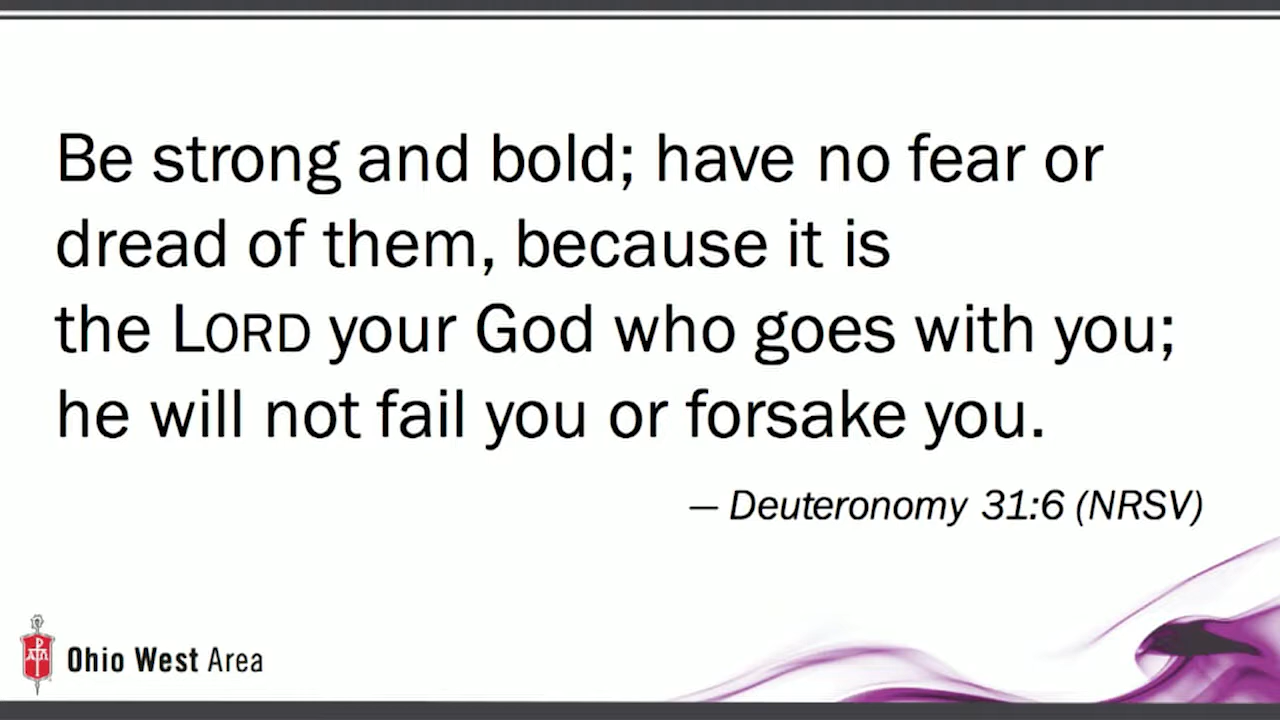 Be strong and bold; have no fear or
dread of them, because it is
the LORD your God who goes with you;
he will not fail you or forsake you.
— Deuteronomy 31:6 (NRSV)
Ohio West Area